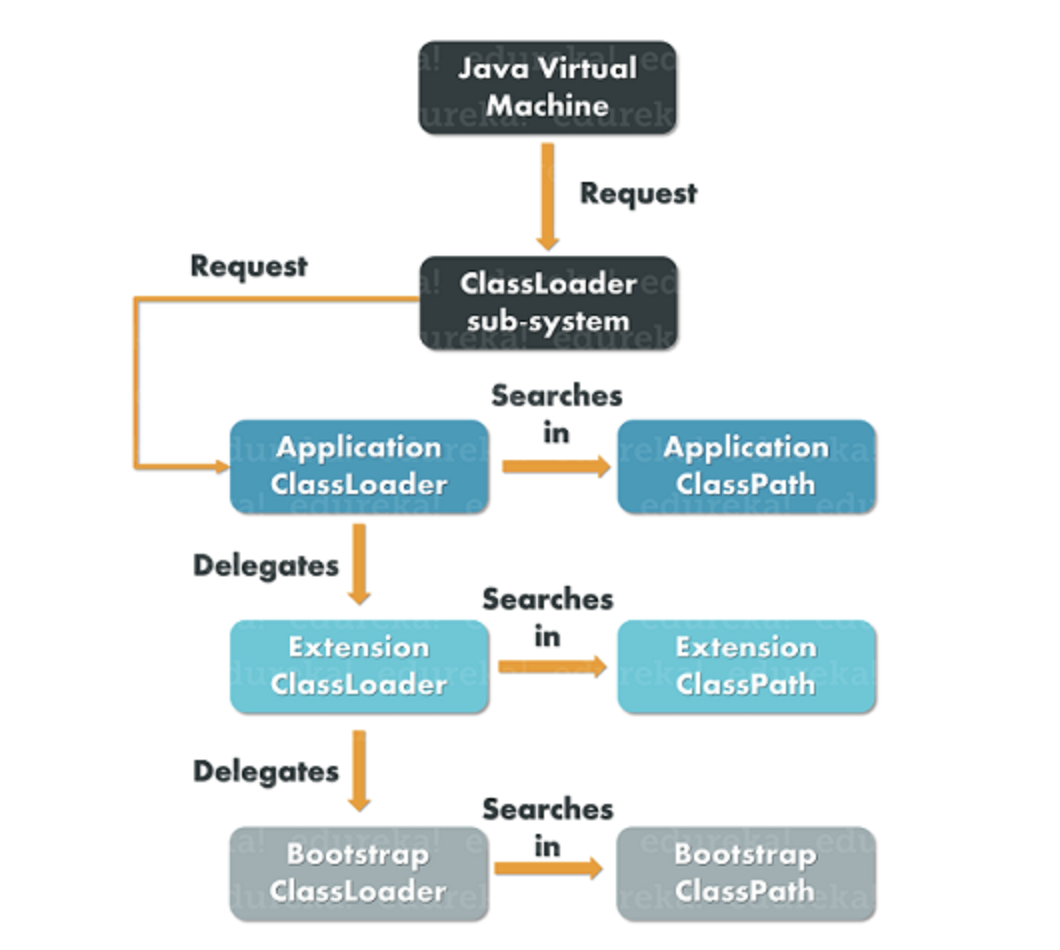 Java Virtual
Machine
Request
Request
ClassLoader
sub-system
Searches
in
Application
ClassLoader
Application
ClassPath
Delegates
Searches
in
Extension
ClassLoader
Extension
ClassPath
Delegates
Searches
in
Bootstrap
ClassLoader
Bootstrap
ClassPath
edureka!